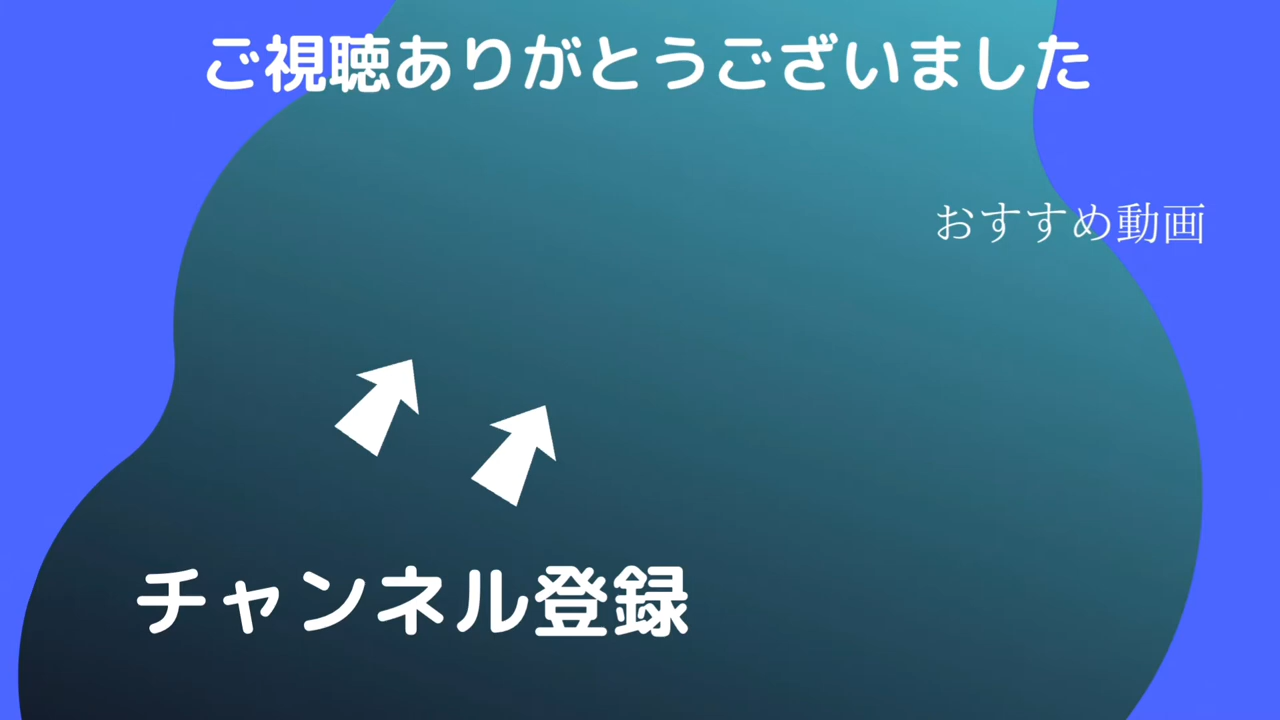 ご視聴ありがとうございました
おすすめ動画
チャンネル登録